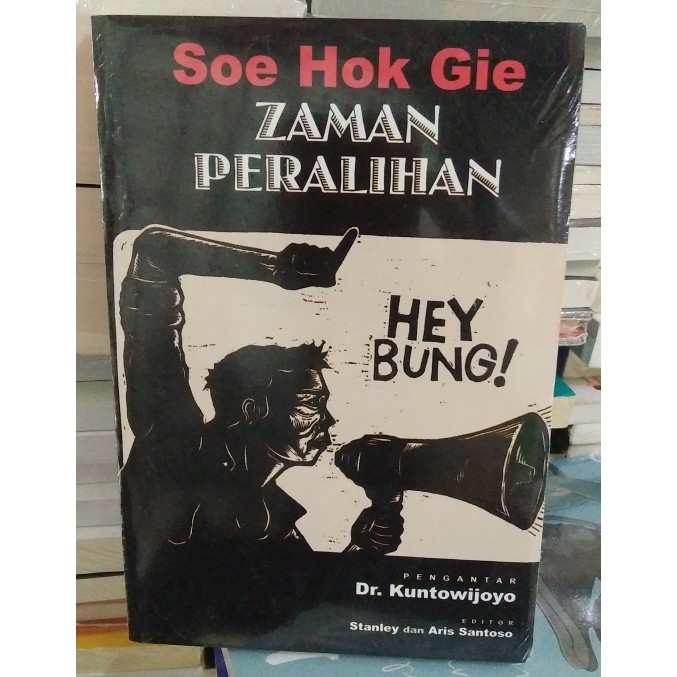 Soe Hok Gie
ZAMAN
PERALIHAN
HEY
BUNG!
PENGANTAR
Dr. Kuntowijoyo
EDITOR
Stanley dan Aris Santoso